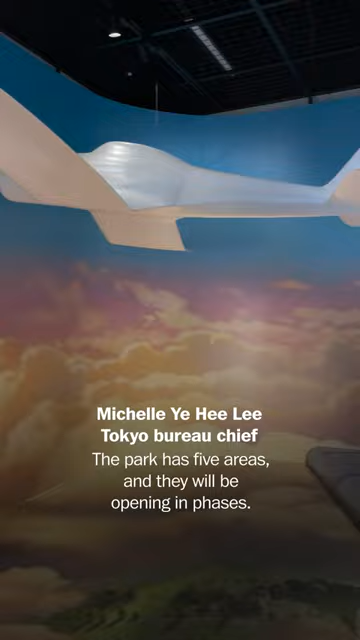 Michelle Ye Hee Lee
Tokyo bureau chief
The park has five areas,
and they will be
opening in phases.